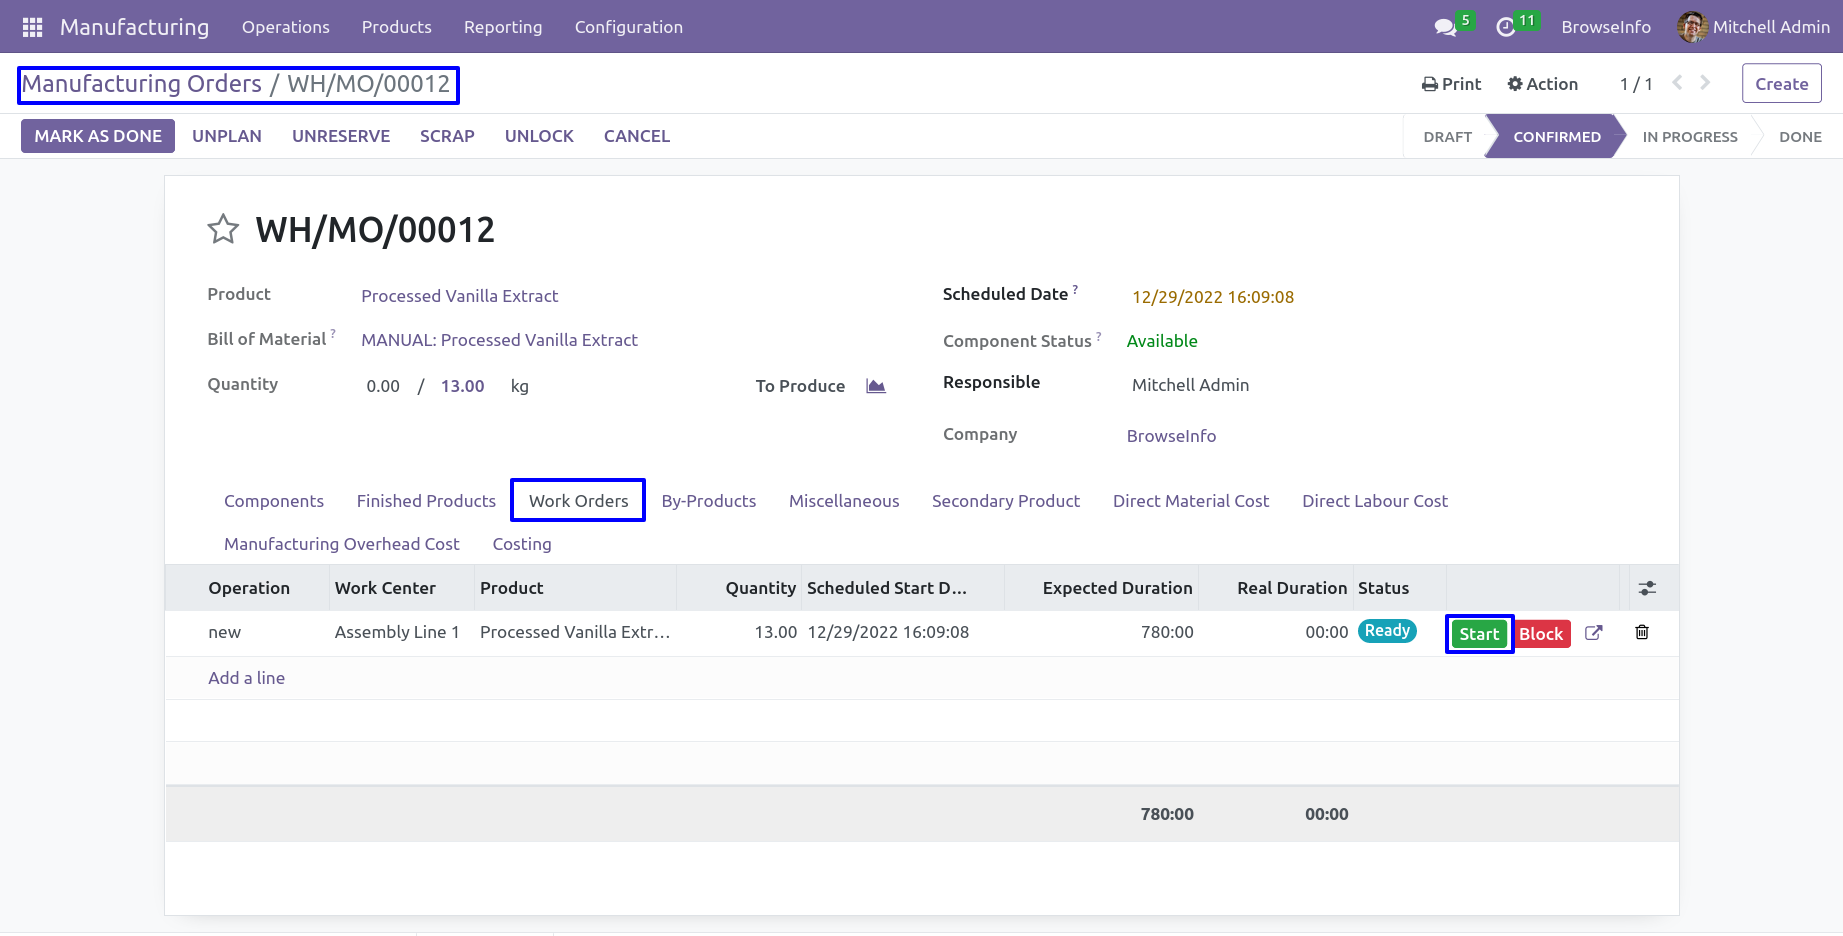 Manufacturing Operations Products Reporting Configuration 5 11 BrowseInfo Mitchell Admin
Manufacturing Orders / WH/MO/00012 Print Action 1 / 1 Create
MARK AS DONE UNPLAN UNRESERVE SCRAP UNLOCK CANCEL DRAFT CONFIRMED IN PROGRESS DONE
WH/MO/00012
Product Processed Vanilla Extract Scheduled Date ? 12/29/2022 16:09:08
Bill of Material ? MANUAL: Processed Vanilla Extract Component Status ? Available
Quantity 0.00 / 13.00 kg To Produce Responsible Mitchell Admin
Company BrowseInfo
Components Finished Products Work Orders By-Products Miscellaneous Secondary Product Direct Material Cost Direct Labour Cost
Manufacturing Overhead Cost Costing
Operation Work Center Product Quantity Scheduled Start D... Expected Duration Real Duration Status
new Assembly Line 1 Processed Vanilla Extr... 13.00 12/29/2022 16:09:08 780:00 00:00 Ready Start Block
Add a line
780:00 00:00